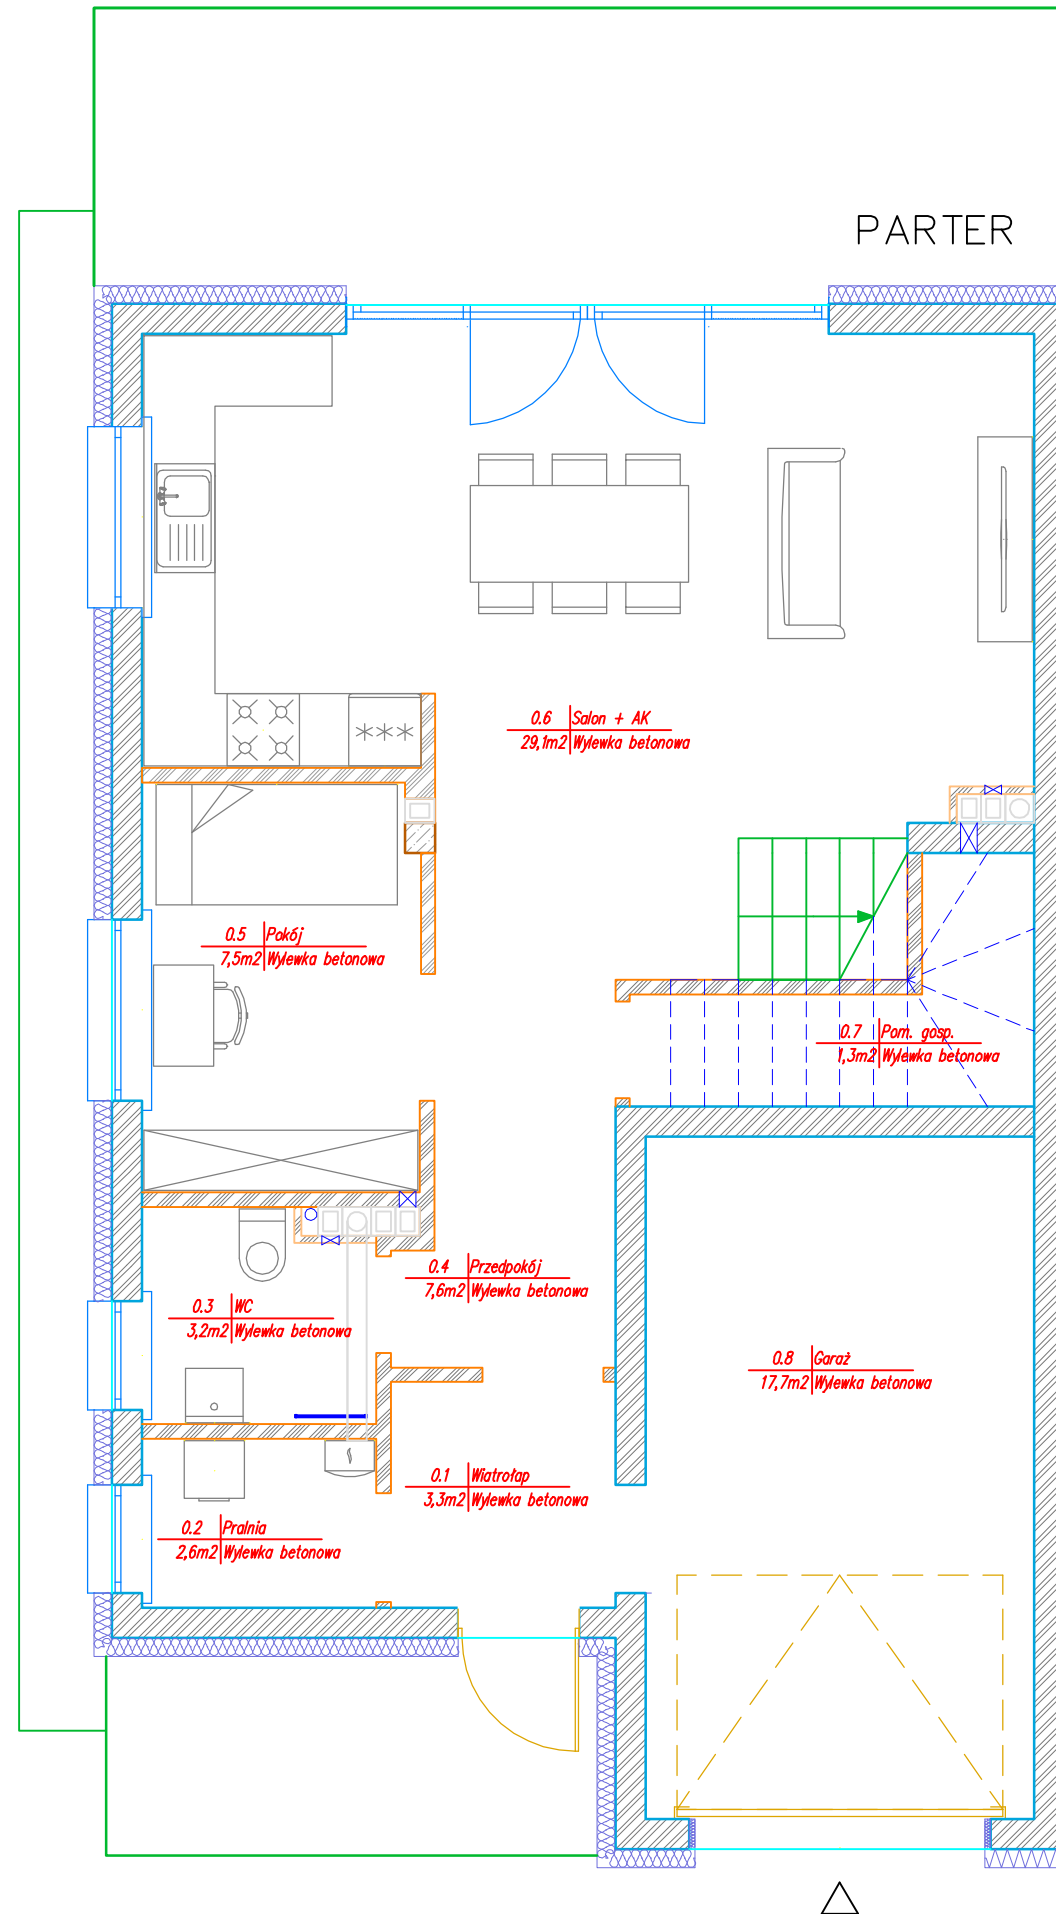 PARTER
0.6 Salon + AK
29,1m2 Wylewka betonowa
0.5 Pokój
7,5m2 Wylewka betonowa
0.7 Pom. gosp.
1,3m2 Wylewka betonowa
0.4 Przedpokój
7,6m2 Wylewka betonowa
0.3 WC
3,2m2 Wylewka betonowa
0.8 Garaż
17,7m2 Wylewka betonowa
0.1 Wiatrołap
3,3m2 Wylewka betonowa
0.2 Pralnia
2,6m2 Wylewka betonowa